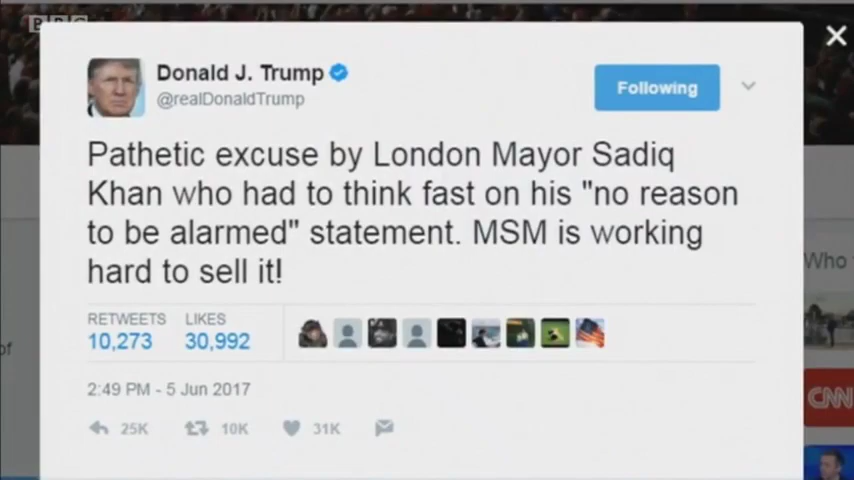 BBC
Donald J. Trump
@realDonaldTrump
Following
Pathetic excuse by London Mayor Sadiq
Khan who had to think fast on his "no reason
to be alarmed" statement. MSM is working
hard to sell it!
RETWEETS LIKES
10,273 30,992
2:49 PM - 5 Jun 2017
25K 10K 31K
of
Who
CNN